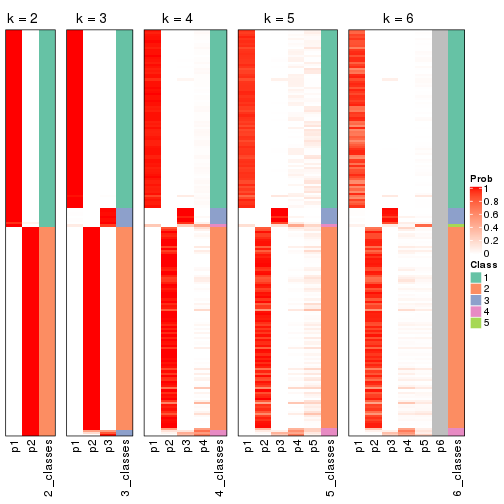 k = 2 k = 3 k = 4 k = 5 k = 6
Prob
1
0.8
0.6
0.4
0.2
0
Class
1
2
3
4
5
p1 p2 2_classes p1 p2 p3 3_classes p1 p2 p3 p4 4_classes p1 p2 p3 p4 p5 5_classes p1 p2 p3 p4 p5 p6 6_classes